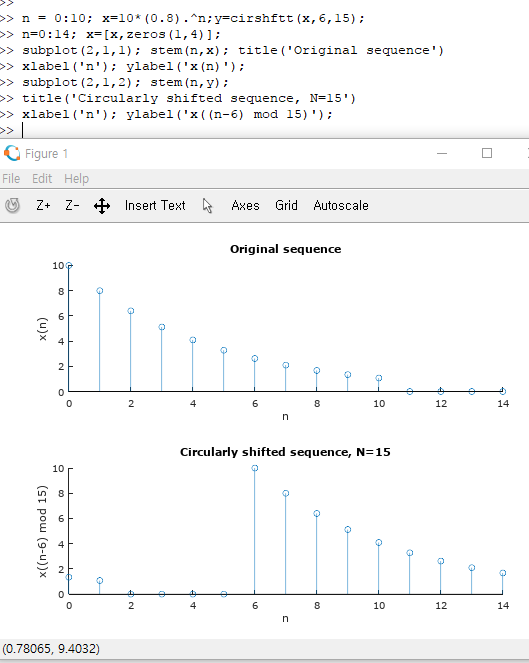 >>
>> n = 0:10; x=10*(0.8).^n;y=cirshftt(x,6,15);
>> n=0:14; x=[x,zeros(1,4)];
>> subplot(2,1,1); stem(n,x); title('Original sequence')
>> xlabel('n'); ylabel('x(n)');
>> subplot(2,1,2); stem(n,y);
>> title('Circularly shifted sequence, N=15')
>> xlabel('n'); ylabel('x((n-6) mod 15)');
>>
Figure 1
File Edit Help
Z+ Z- Insert Text Axes Grid Autoscale
Original sequence
10
8
6
4
2
0
x(n)
0 2 4 6 8 10 12 14
n
Circularly shifted sequence, N=15
10
8
6
4
2
0
x((n-6) mod 15)
0 2 4 6 8 10 12 14
n
(0.78065, 9.4032)